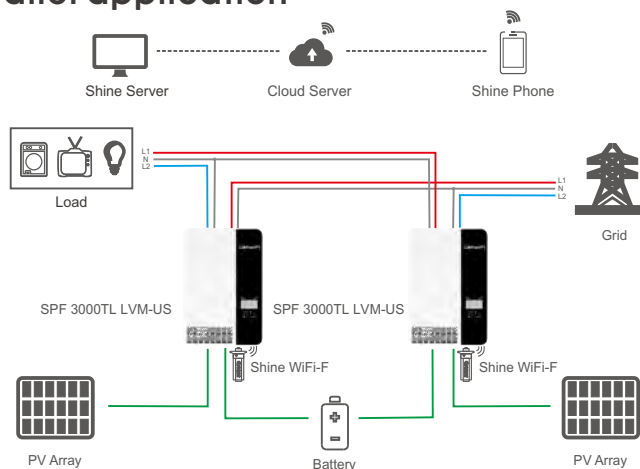 allel application
Shine Server
Cloud Server
Shine Phone
L1
N
L2
Load
L1
N
L2
Grid
SPF 3000TL LVM-US
SPF 3000TL LVM-US
Shine WiFi-F
Shine WiFi-F
PV Array
Battery
PV Array